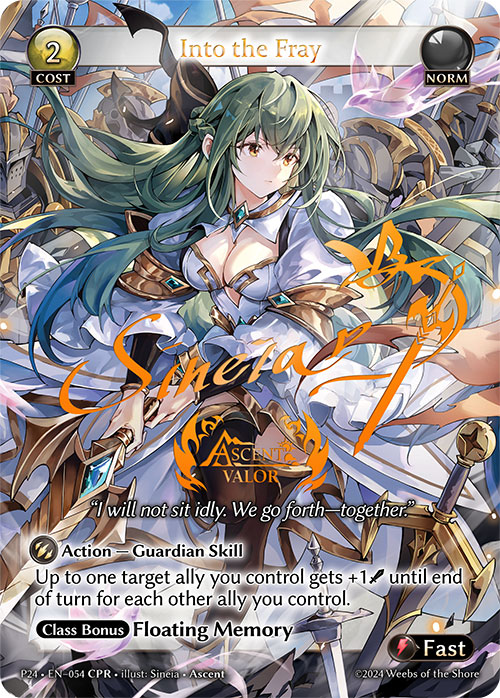 2
COST
Into the Fray
NORM
Sineia
ASCENT
VALOR
“I will not sit idly. We go forth—together.”
Action — Guardian Skill
Up to one target ally you control gets +1 until end
of turn for each other ally you control.
Class Bonus Floating Memory
Fast
P24 • EN-054 CPR • illust: Sineia • Ascent
©2024 Weebs of the Shore